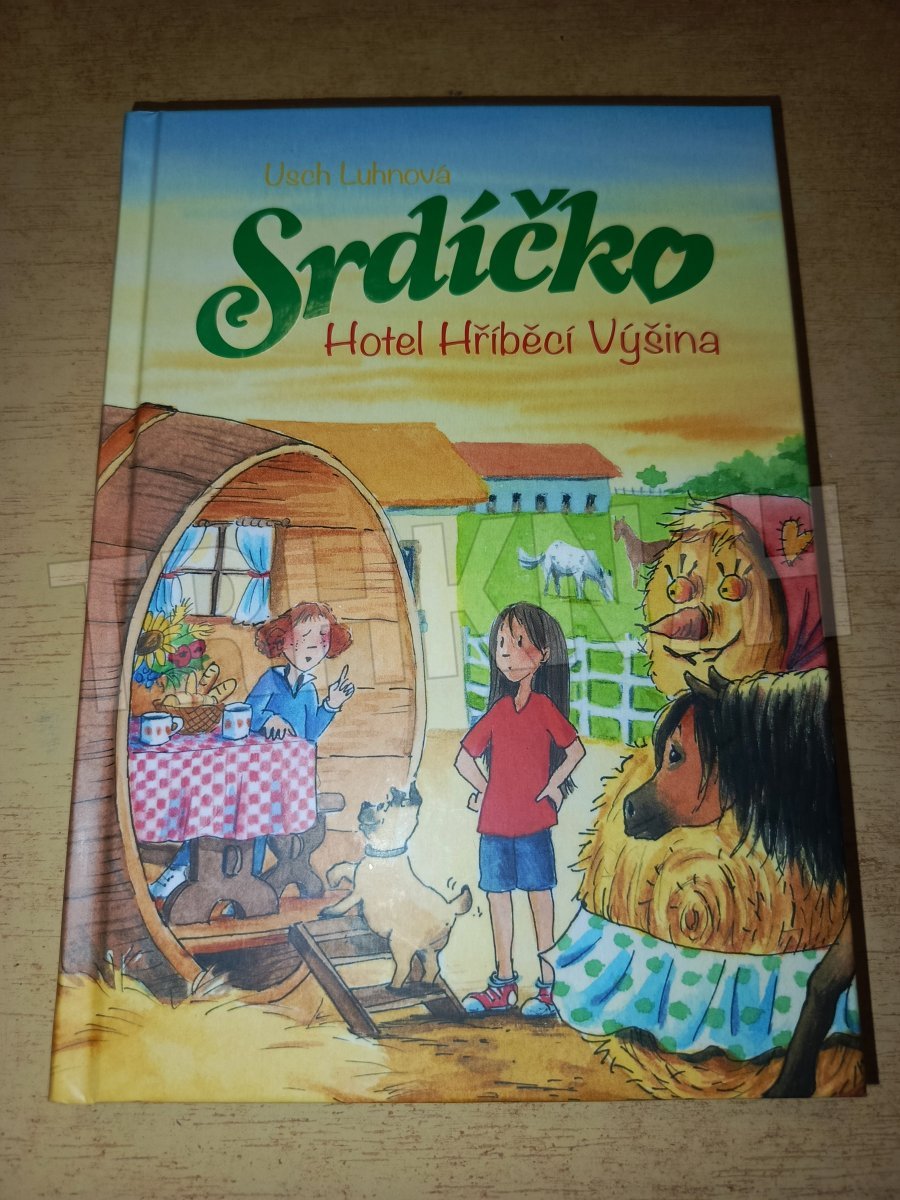 Usch Luhnová
Srdíčko
Hotel Hříběcí Výšina